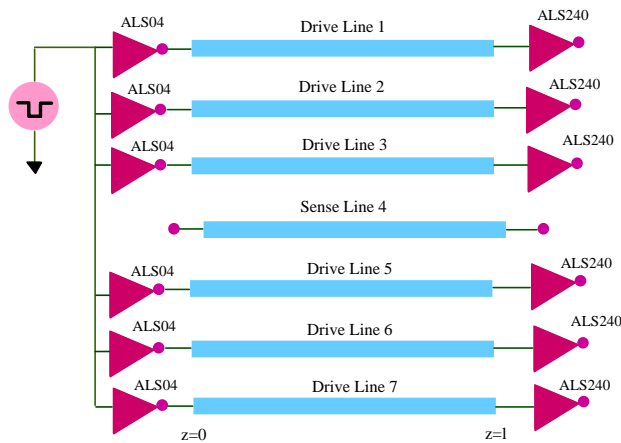 ALS04 Drive Line 1 ALS240
ALS04 Drive Line 2 ALS240
ALS04 Drive Line 3 ALS240
Sense Line 4
ALS04 Drive Line 5 ALS240
ALS04 Drive Line 6 ALS240
ALS04 Drive Line 7 ALS240
z=0 z=l